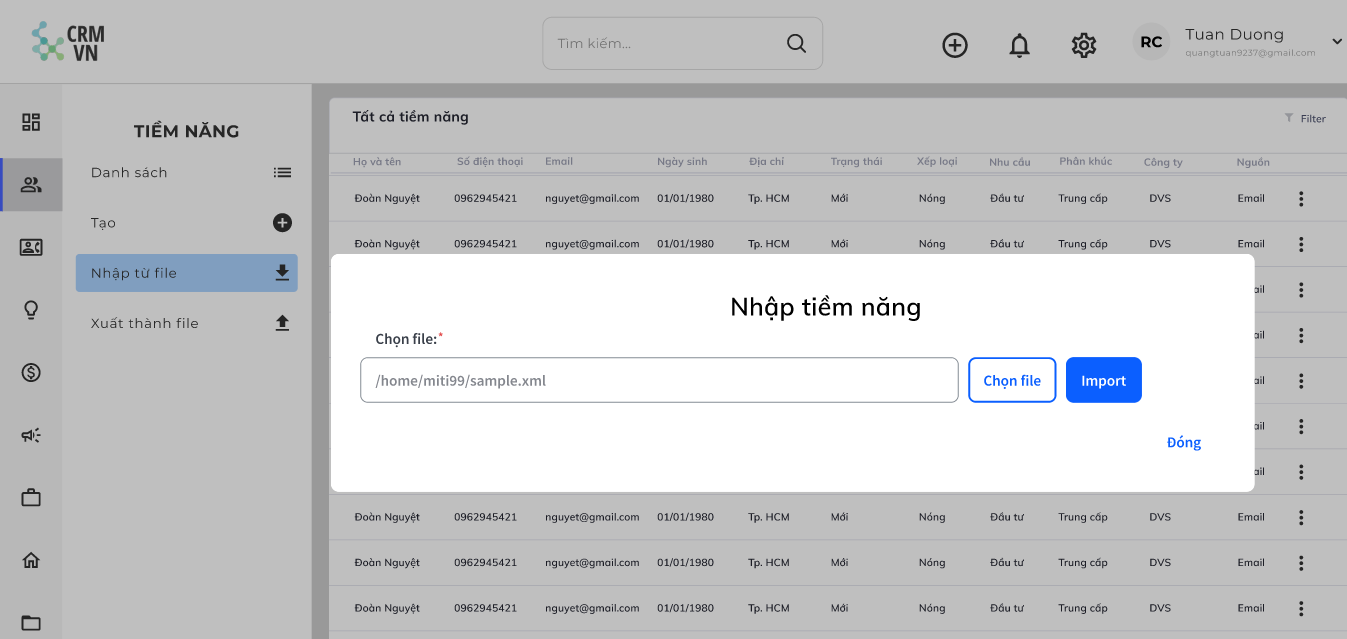 CRM
VN
Tìm kiếm...
RC
Tuan Duong
quangtuan9237@gmail.com
TIỀM NĂNG
Danh sách
Tạo
Nhập từ file
Xuất thành file
Tất cả tiềm năng
Filter
Họ và tên Số điện thoại Email Ngày sinh Địa chỉ Trạng thái Xếp loại Nhu cầu Phân khúc Công ty Nguồn
Đoàn Nguyệt 0962945421 nguyet@gmail.com 01/01/1980 Tp. HCM Mới Nóng Đầu tư Trung cấp DVS Email
Đoàn Nguyệt 0962945421 nguyet@gmail.com 01/01/1980 Tp. HCM Mới Nóng Đầu tư Trung cấp DVS Email
Nhập tiềm năng
Chọn file:*
/home/miti99/sample.xml Chọn file Import
Đóng
Đoàn Nguyệt 0962945421 nguyet@gmail.com 01/01/1980 Tp. HCM Mới Nóng Đầu tư Trung cấp DVS Email
Đoàn Nguyệt 0962945421 nguyet@gmail.com 01/01/1980 Tp. HCM Mới Nóng Đầu tư Trung cấp DVS Email
Đoàn Nguyệt 0962945421 nguyet@gmail.com 01/01/1980 Tp. HCM Mới Nóng Đầu tư Trung cấp DVS Email